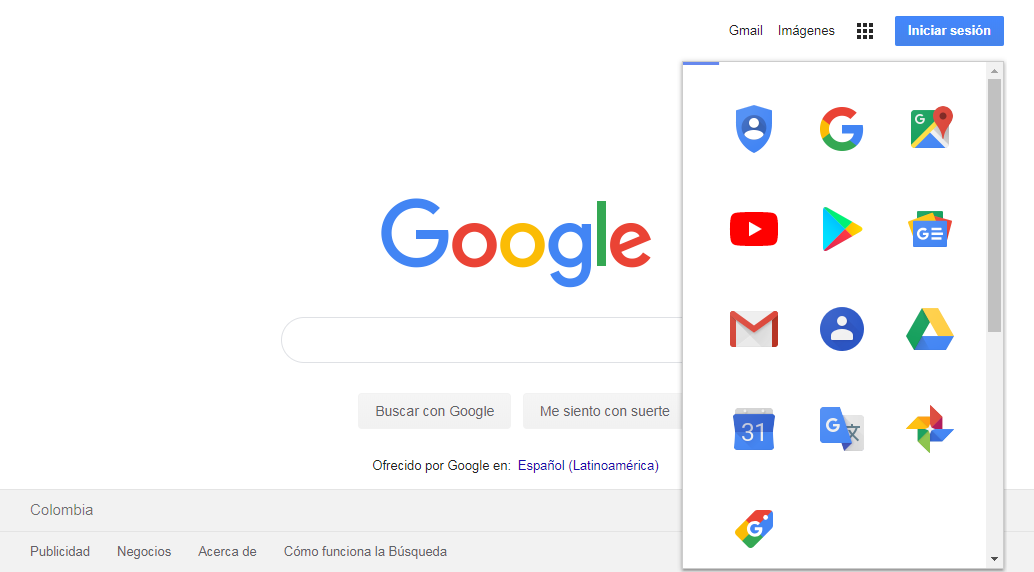 Gmail Imágenes Iniciar sesión
Google
Buscar con Google Me siento con suerte
Ofrecido por Google en: Español (Latinoamérica)
Colombia
Publicidad Negocios Acerca de Cómo funciona la Búsqueda
G
G
G
31
G 文
G